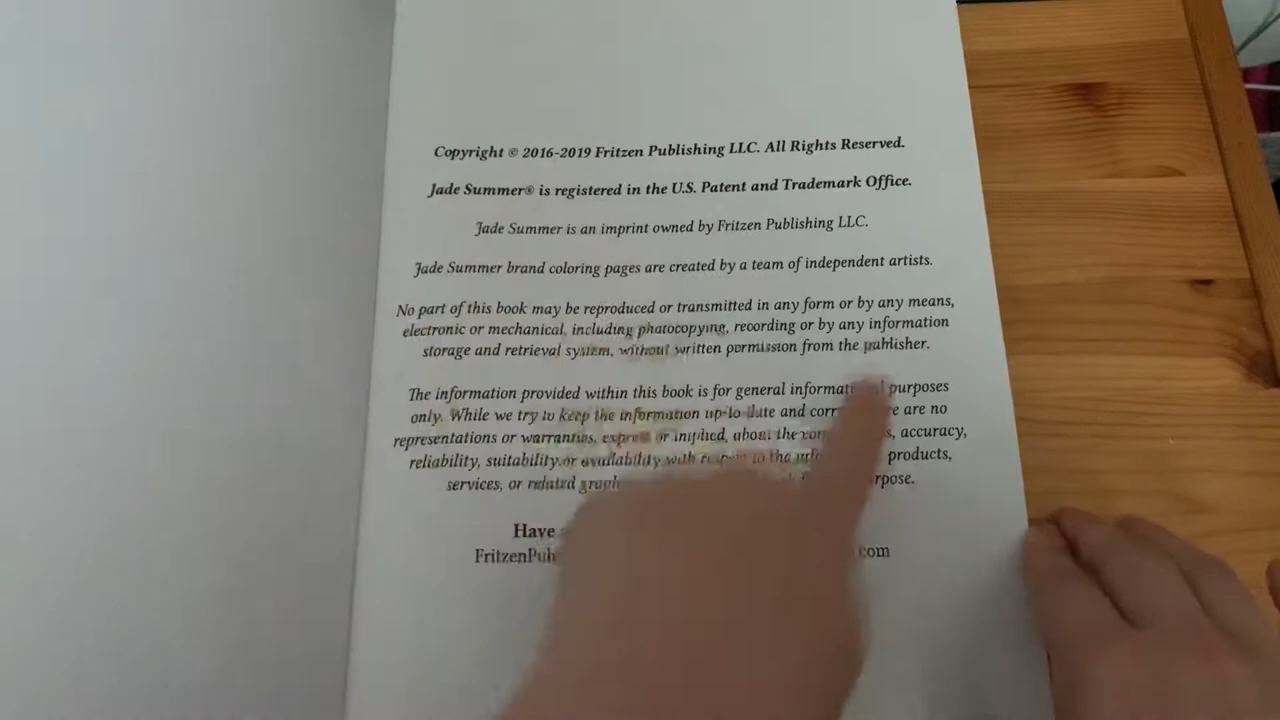 Copyright © 2016-2019 Fritzen Publishing LLC. All Rights Reserved.
Jade Summer® is registered in the U.S. Patent and Trademark Office.
Jade Summer is an imprint owned by Fritzen Publishing LLC.
Jade Summer brand coloring pages are created by a team of independent artists.
No part of this book may be reproduced or transmitted in any form or by any means,
electronic or mechanical, including photocopying, recording or by any information
storage and retrieval system, without written permission from the publisher.
The information provided within this book is for general informational purposes
only. While we try to keep the information up-to-date and are no
representations or warranties, express or implied, about the accuracy,
reliability, suitability or availability with respect to the products,
services, or related
Have
com